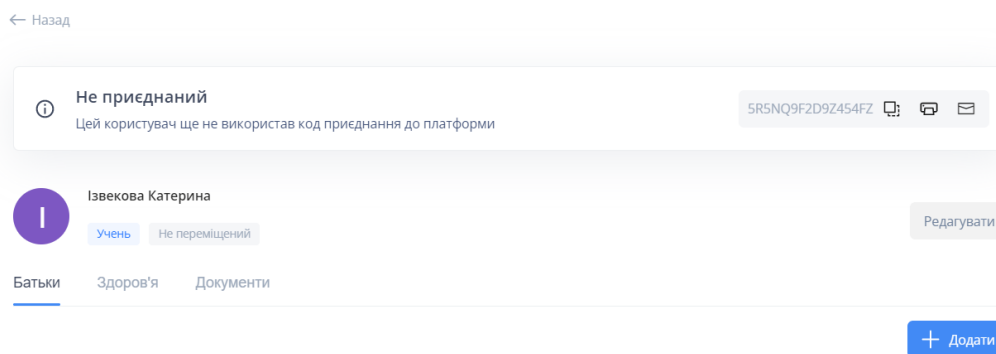 Назад
Не приєднаний
Цей користувач ще не використав код приєднання до платформи
5R5NQ9F2D9Z454FZ
І
Ізвекова Катерина
Учень
Не переміщений
Редагувати
Батьки
Здоров'я
Документи
Додати